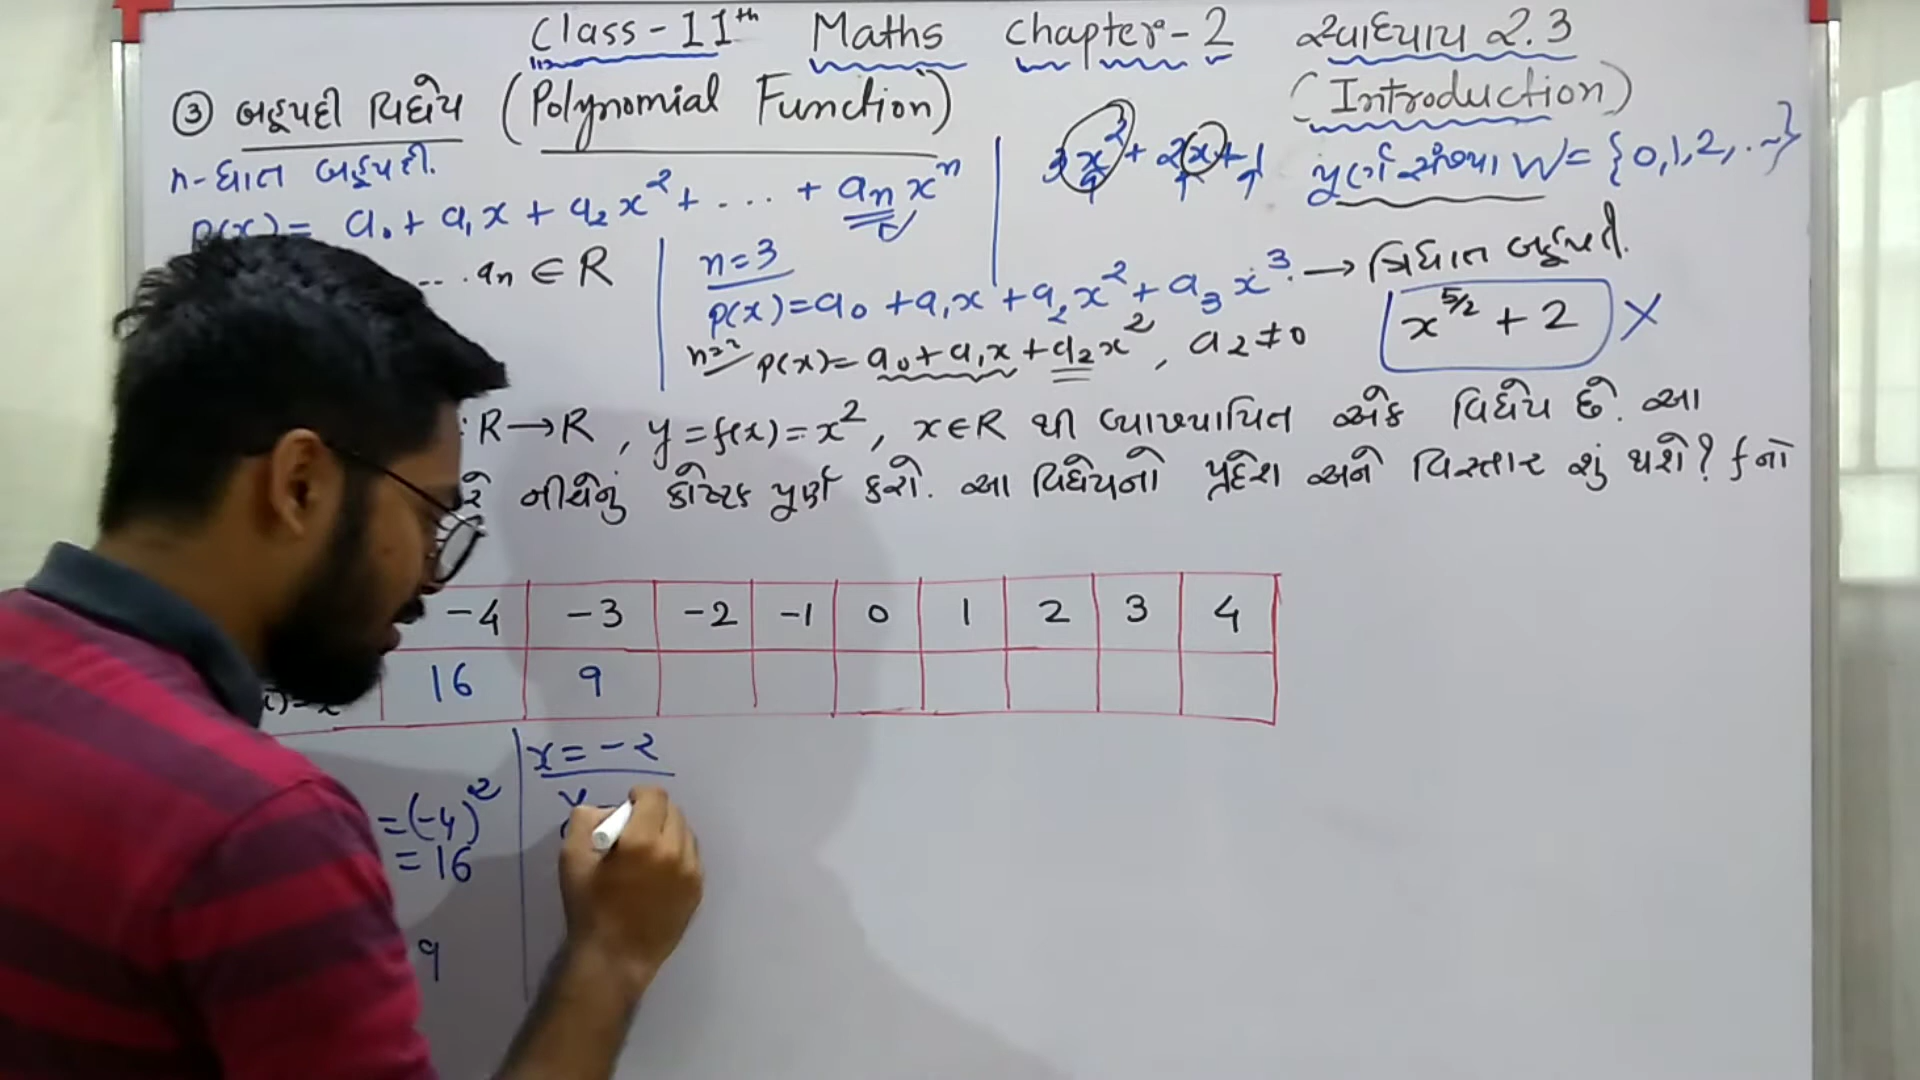 Class-11th Maths Chapter-2 સ્વાધ્યાય 2.3
(Introduction)
③ બહુપદી વિધેય (Polynomial Function)
n-ઘાત બહુપદી.
p(x) = a₀ + a₁x + a₂x² + ... + aₙxⁿ
... aₙ ∈ R
3x² + 2x + 1
પૂર્ણ સંખ્યા W = {0,1,2,...}
n=3
p(x) = a₀ + a₁x + a₂x² + a₃x³. → ત્રિઘાત બહુપદી.
n=2 p(x) = a₀ + a₁x + a₂x², a₂ ≠ 0
x^5/2 + 2 X
: R→R, y = f(x) = x², x∈R થી વ્યાખ્યાયિત એક વિધેય છે. આ
નીચેનું કોષ્ટક પૂર્ણ કરો. આ વિધેયનો પ્રદેશ અને વિસ્તાર શું થશે? f નો
-4 -3 -2 -1 0 1 2 3 4
16 9
x = -2
y =
= (-4)²
= 16
9